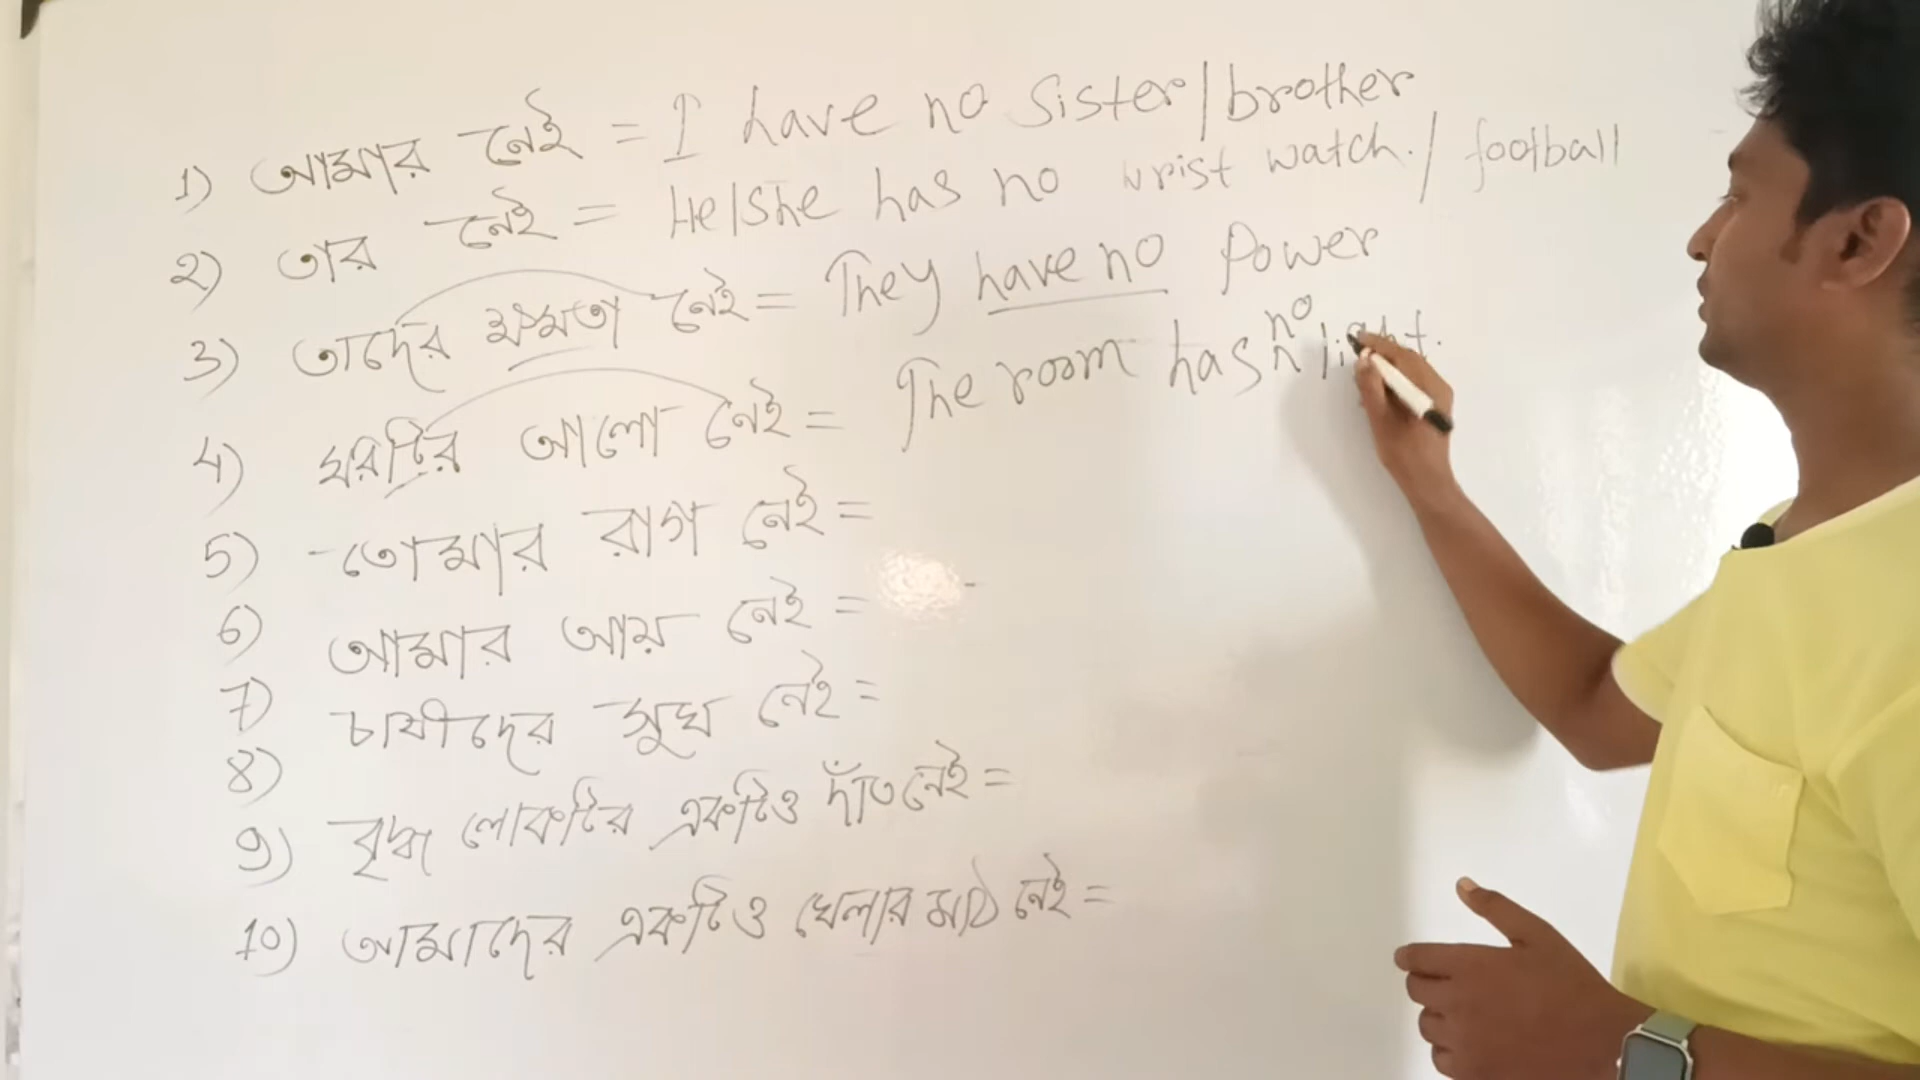 1) আমার নেই = I have no sister/brother
2) তার নেই = He/she has no wrist watch./ football
3) তাদের ক্ষমতা নেই = They have no Power
4) ঘরটির আলো নেই = The room has no light.
5) তোমার রাগ নেই =
6) আমার আয় নেই =
7) চাষীদের সুখ নেই =
8)
9) বৃদ্ধ লোকটির একটিও দাঁত নেই =
10) আমাদের একটিও খেলার মাঠ নেই =